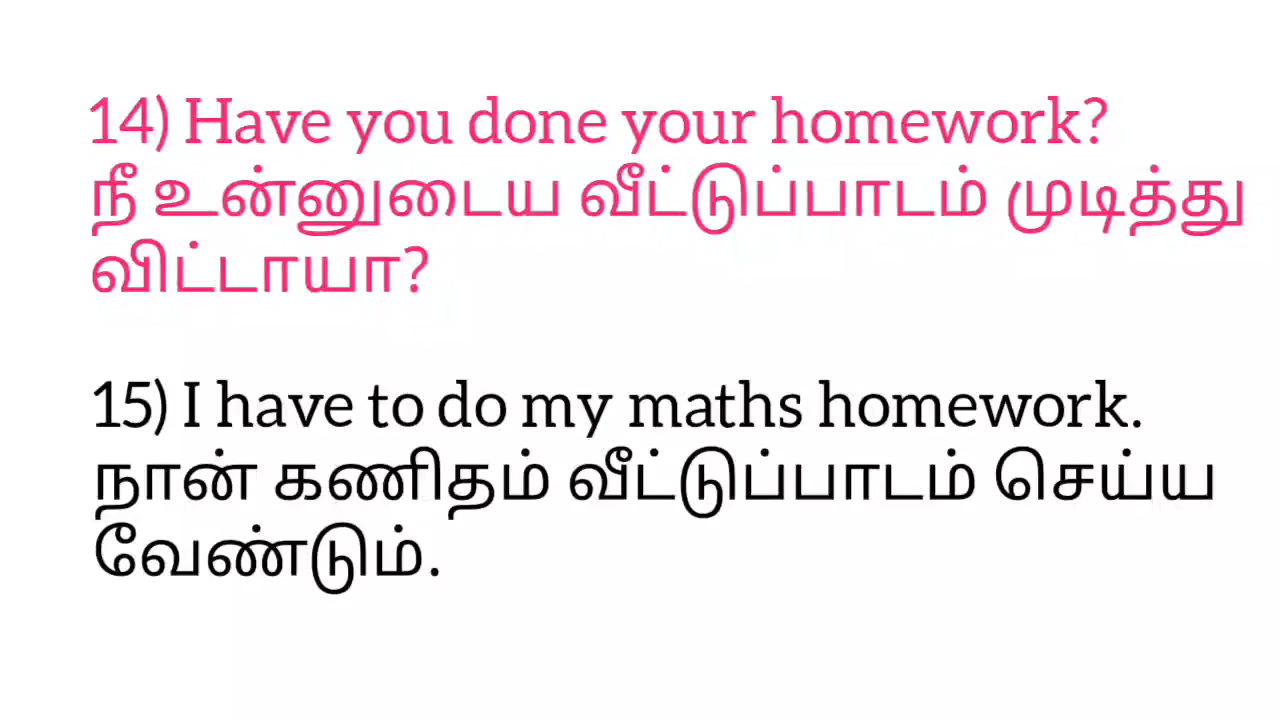 14) Have you done your homework?
நீ உன்னுடைய வீட்டுப்பாடம் முடித்து
விட்டாயா?
15) I have to do my maths homework.
நான் கணிதம் வீட்டுப்பாடம் செய்ய
வேண்டும்.